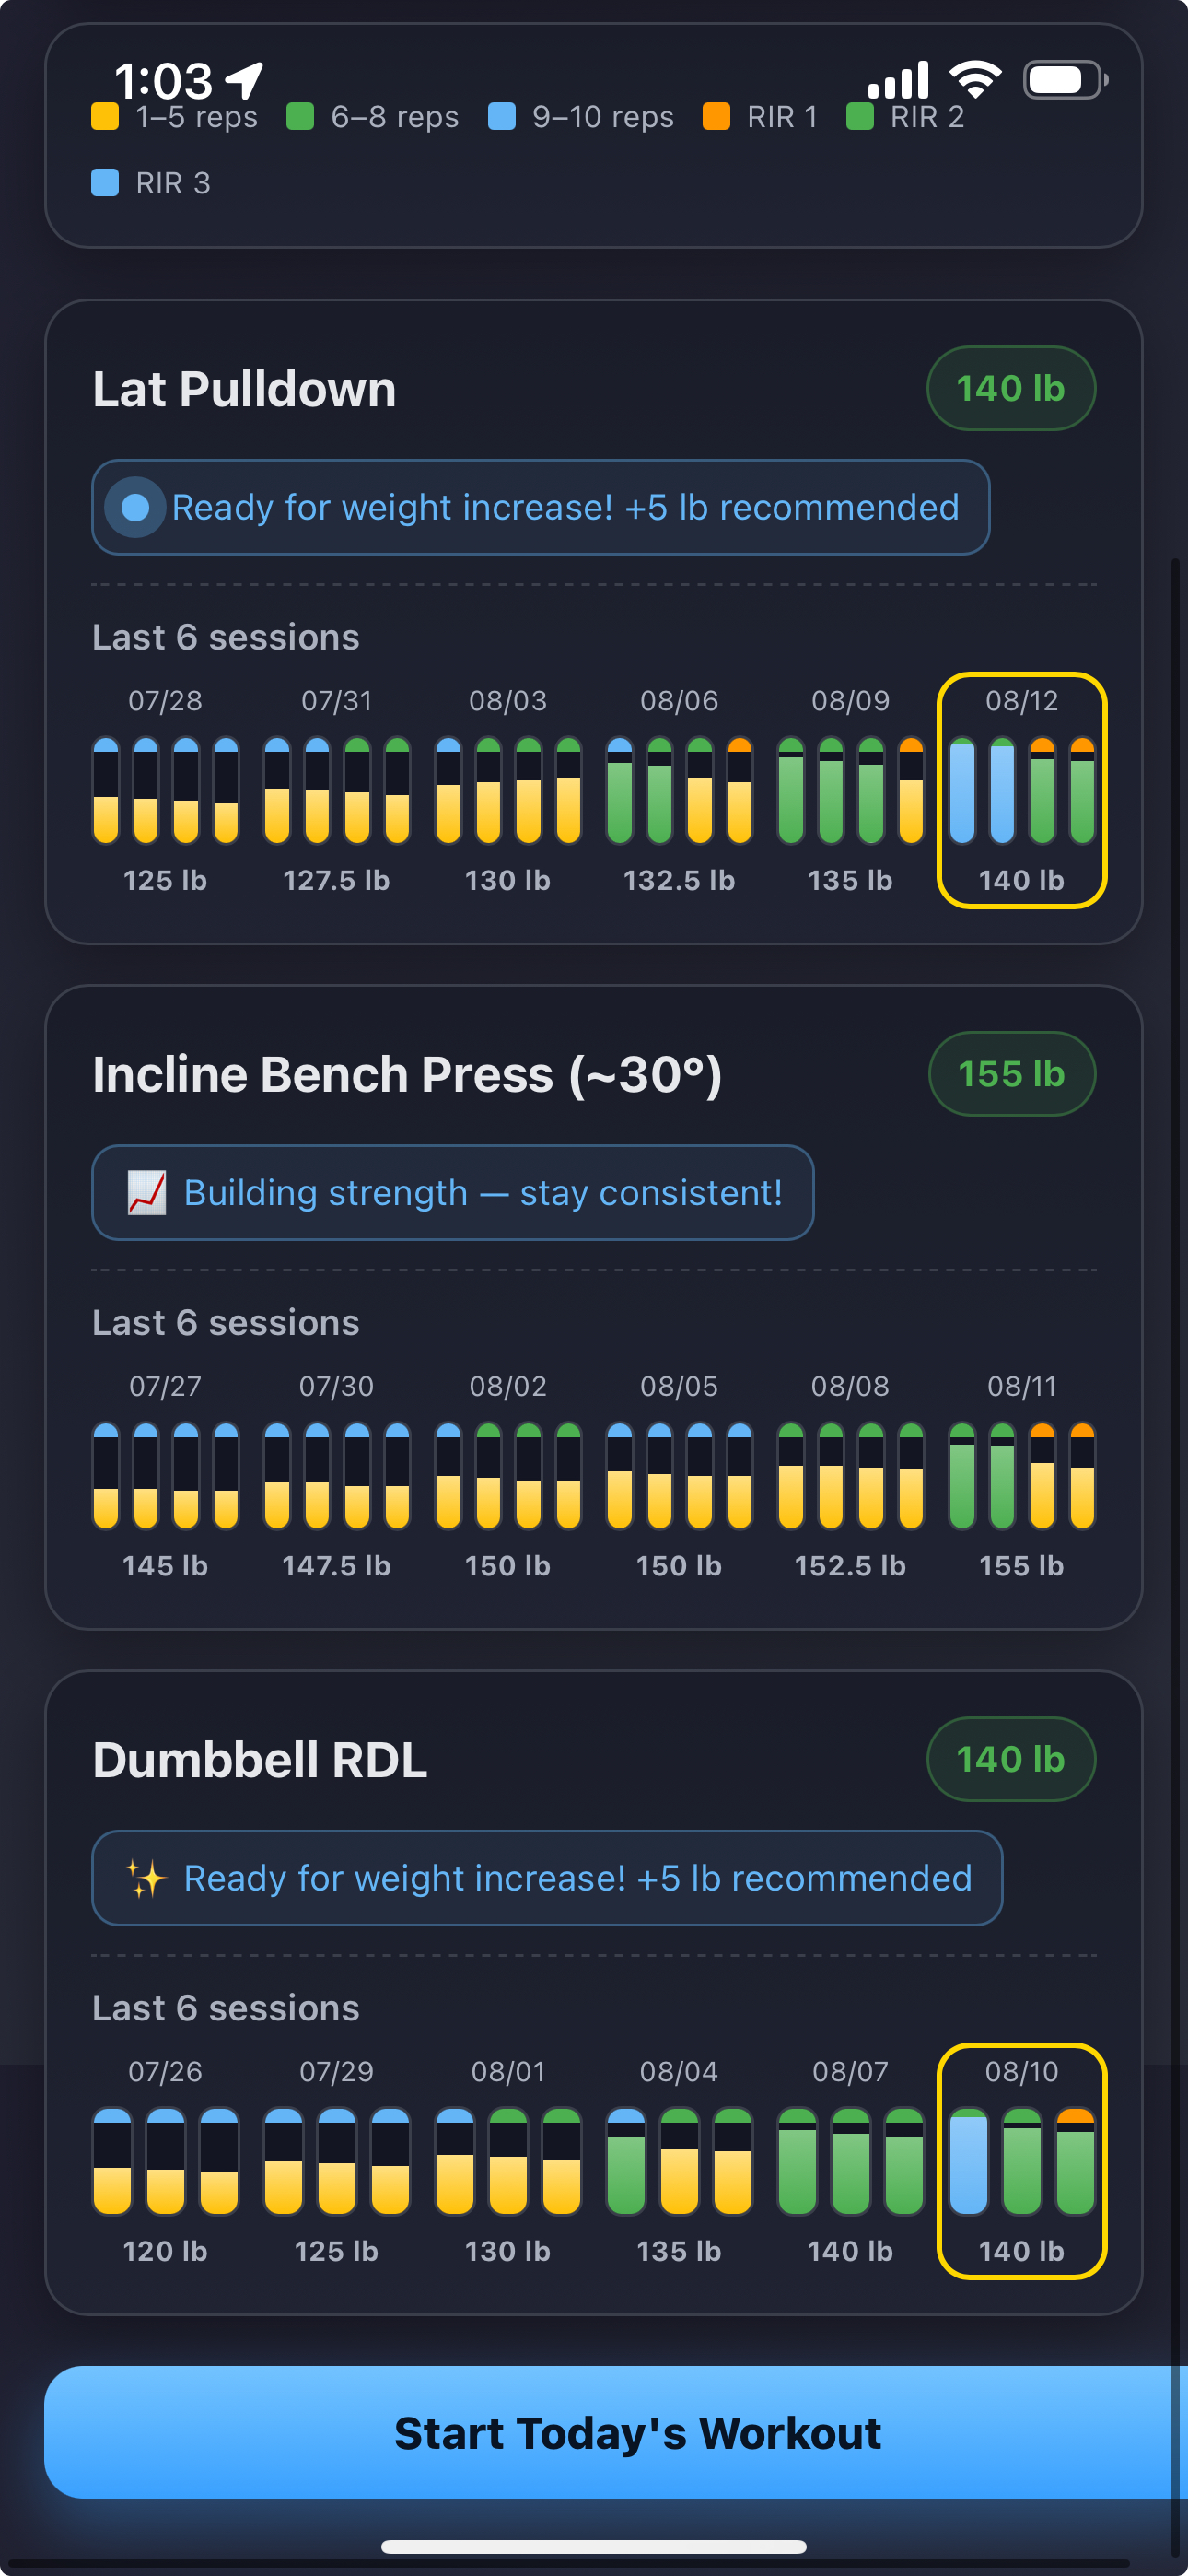 1:03
1–5 reps 6–8 reps 9–10 reps RIR 1 RIR 2
RIR 3
Lat Pulldown 140 lb
Ready for weight increase! +5 lb recommended
Last 6 sessions
07/28 07/31 08/03 08/06 08/09 08/12
125 lb 127.5 lb 130 lb 132.5 lb 135 lb 140 lb
Incline Bench Press (~30°) 155 lb
📈 Building strength — stay consistent!
Last 6 sessions
07/27 07/30 08/02 08/05 08/08 08/11
145 lb 147.5 lb 150 lb 150 lb 152.5 lb 155 lb
Dumbbell RDL 140 lb
✨ Ready for weight increase! +5 lb recommended
Last 6 sessions
07/26 07/29 08/01 08/04 08/07 08/10
120 lb 125 lb 130 lb 135 lb 140 lb 140 lb
Start Today's Workout